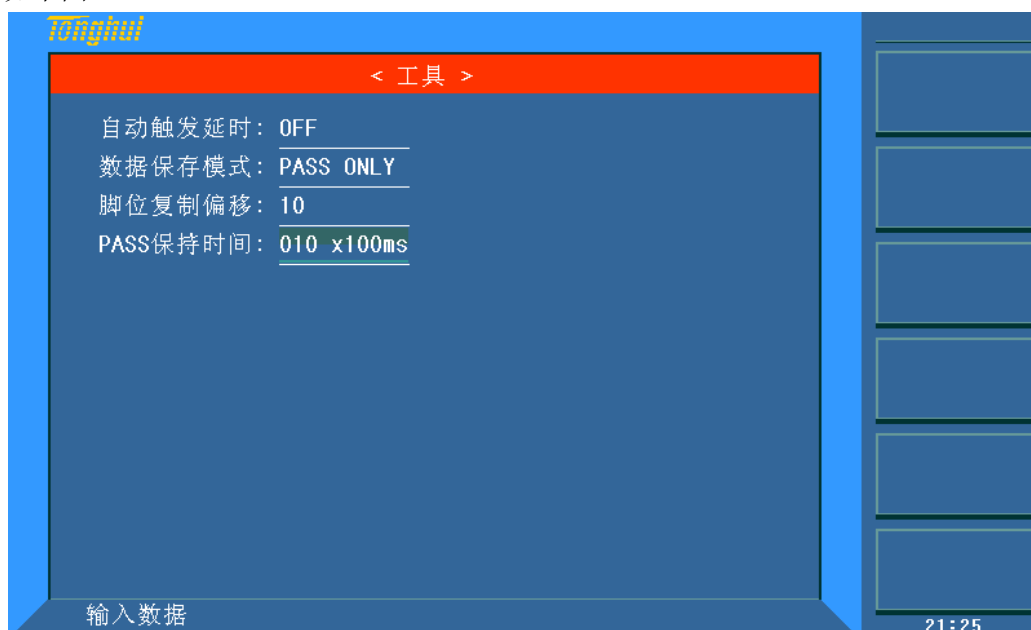 Tonghui
< 工具 >
自动触发延时: OFF
数据保存模式: PASS ONLY
脚位复制偏移: 10
PASS保持时间: 010 x100ms
输入数据
21:25